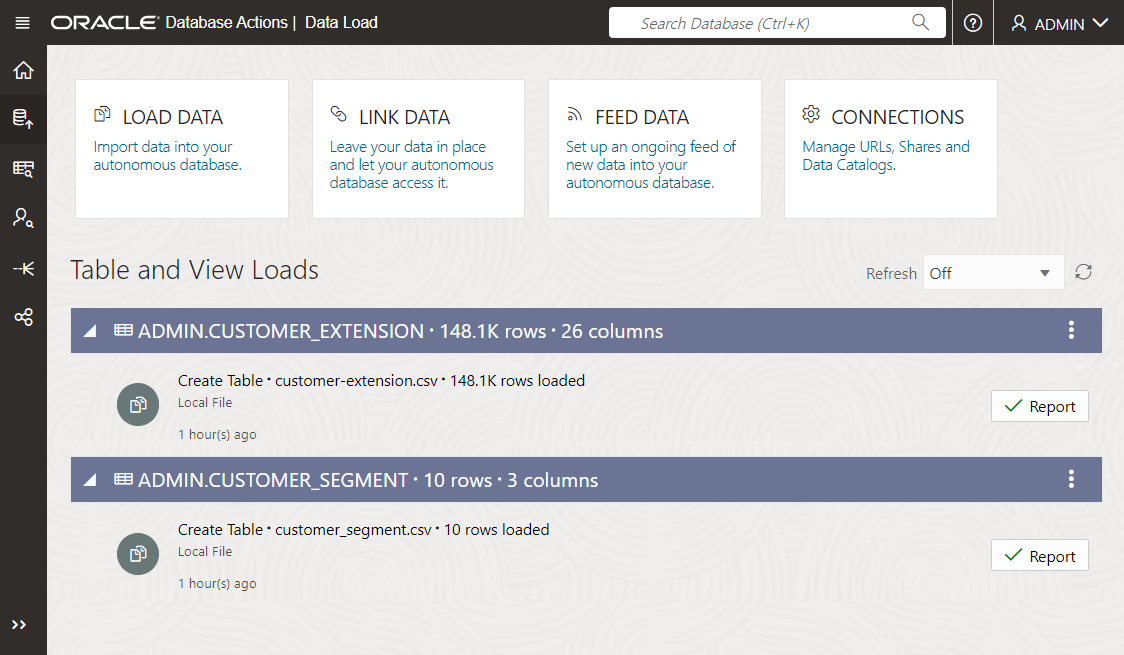 ORACLE Database Actions | Data Load
Search Database (Ctrl+K)
ADMIN
LOAD DATA
Import data into your
autonomous database.
LINK DATA
Leave your data in place
and let your autonomous
database access it.
FEED DATA
Set up an ongoing feed of
new data into your
autonomous database.
CONNECTIONS
Manage URLs, Shares and
Data Catalogs.
Table and View Loads
Refresh Off
ADMIN.CUSTOMER_EXTENSION • 148.1K rows • 26 columns
Create Table • customer-extension.csv • 148.1K rows loaded
Local File
1 hour(s) ago
Report
ADMIN.CUSTOMER_SEGMENT • 10 rows • 3 columns
Create Table • customer_segment.csv • 10 rows loaded
Local File
1 hour(s) ago
Report